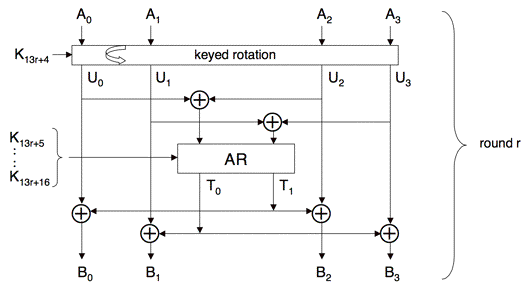 A0 A1 A2 A3
K13r+4 keyed rotation
U0 U1 U2 U3
K13r+5
K13r+16
AR
round r
T0 T1
B0 B1 B2 B3